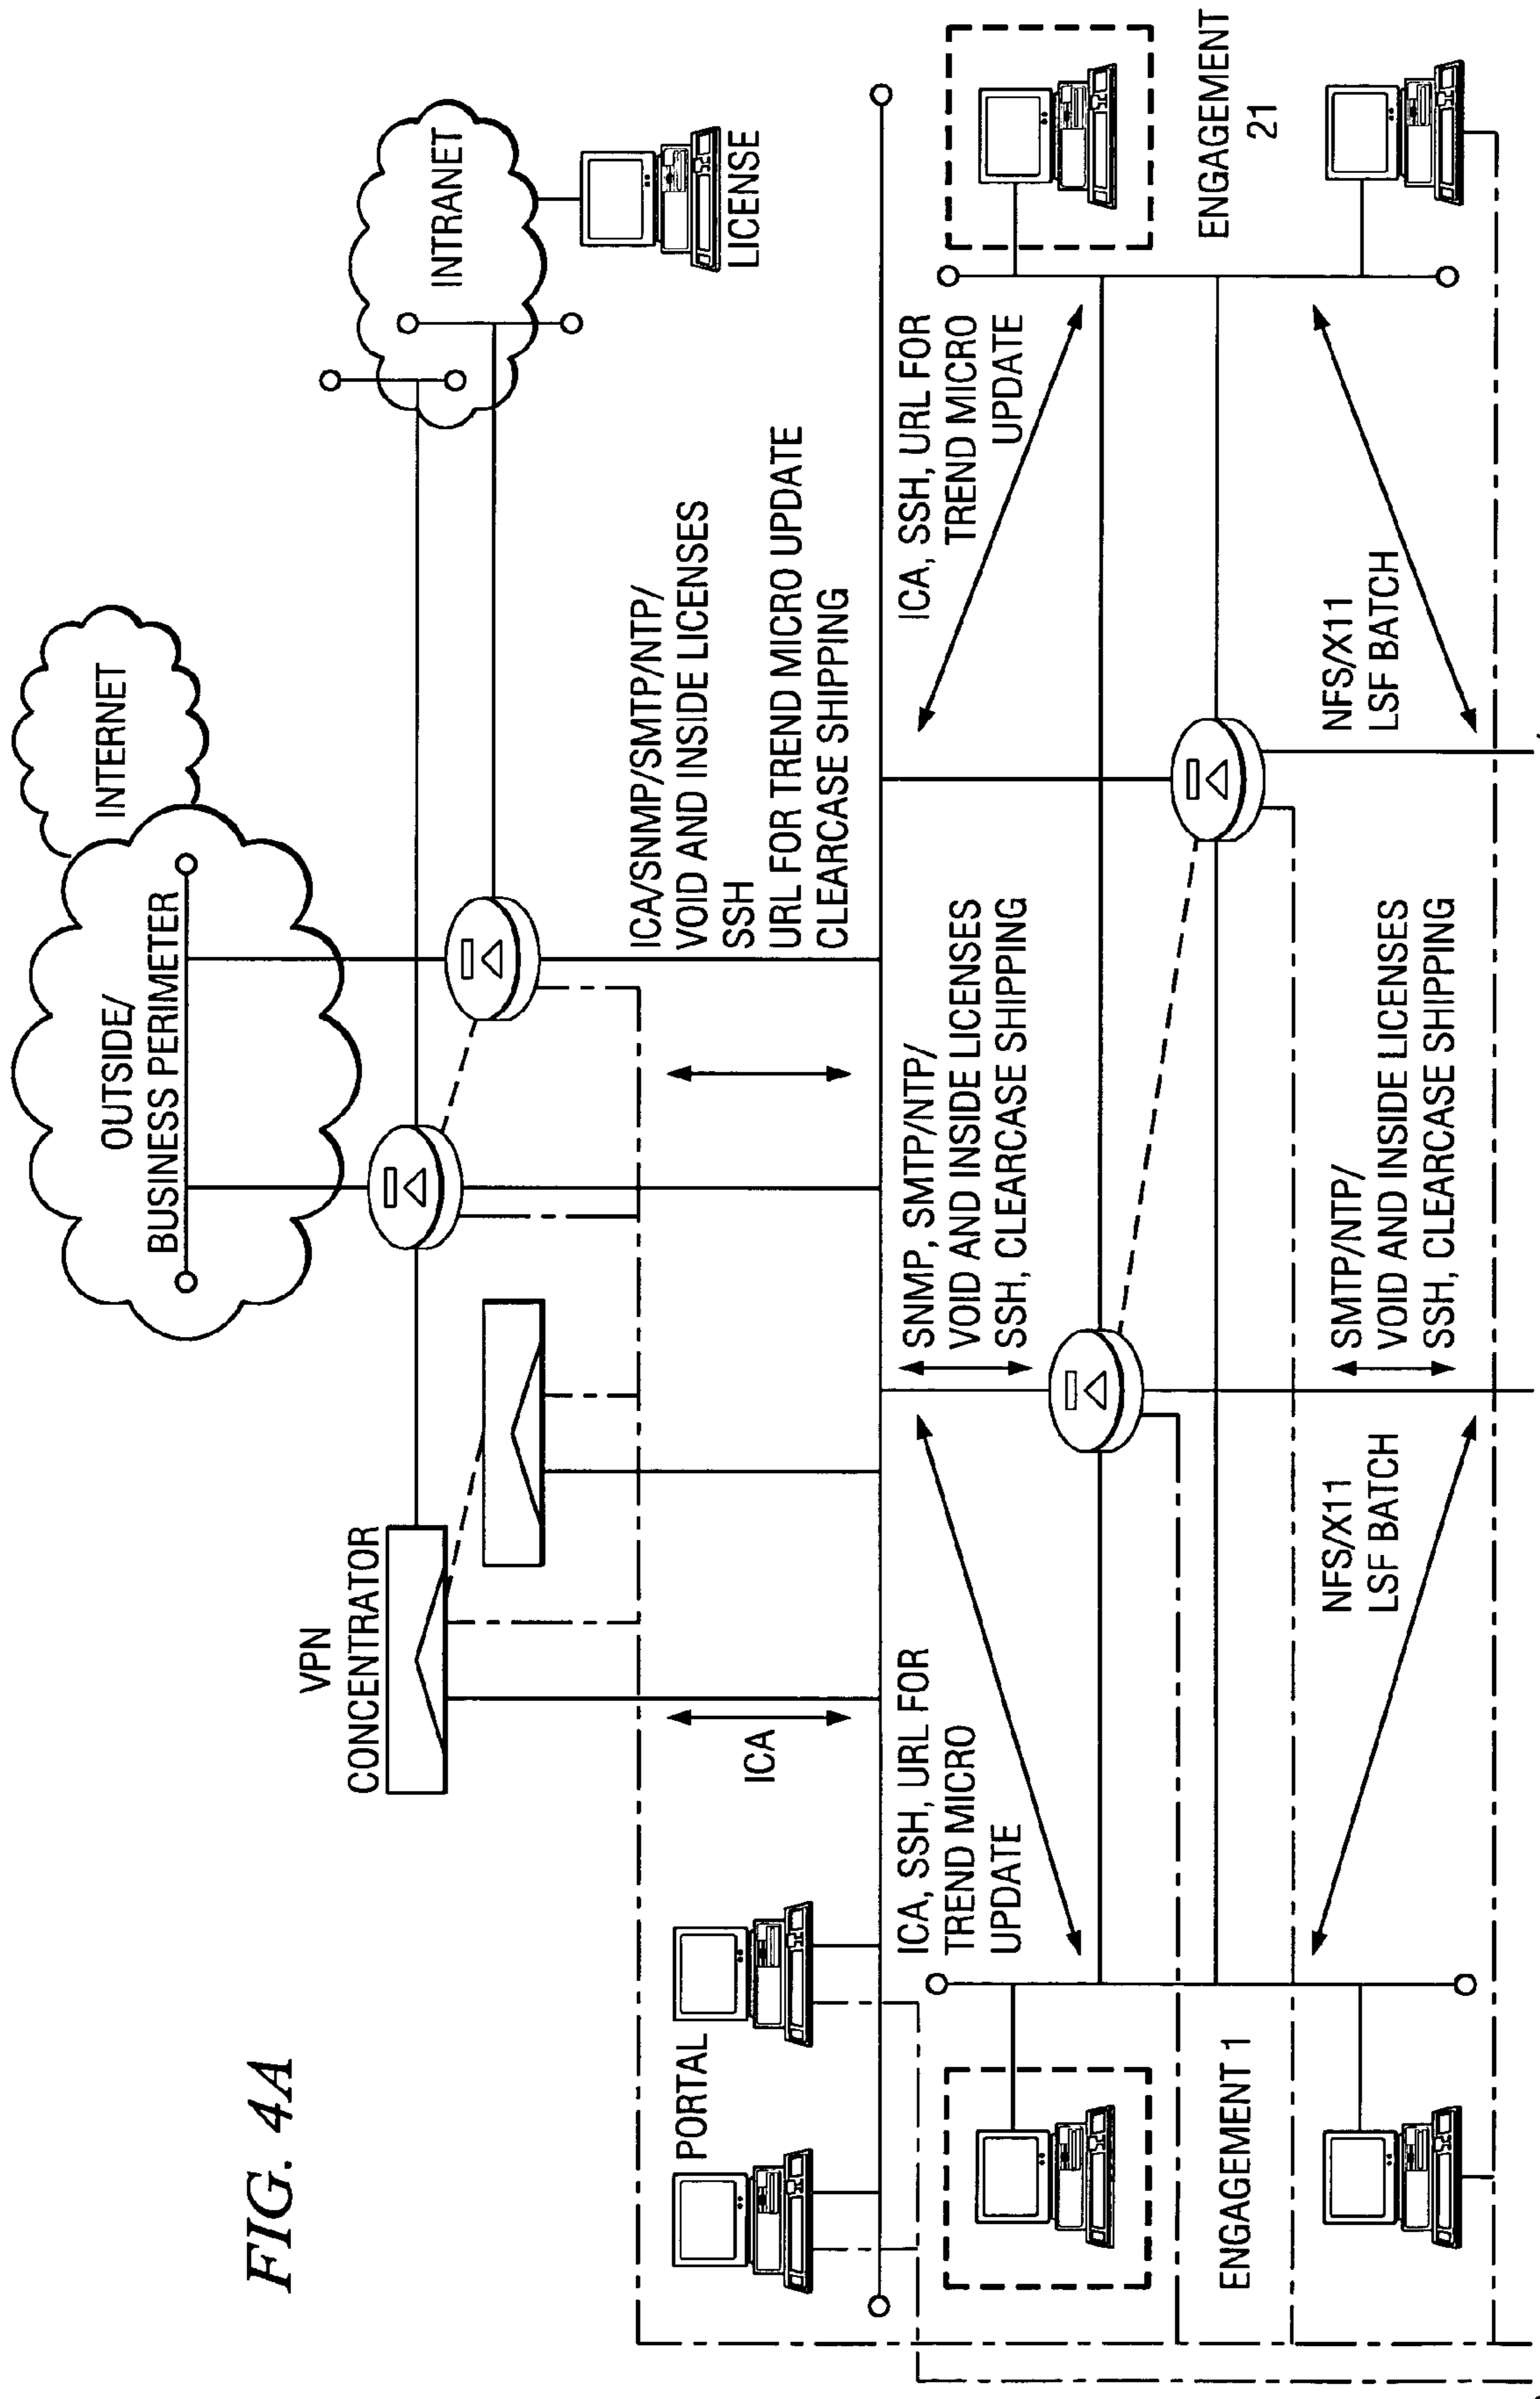 FIG. 4A
INTERNET
OUTSIDE/
BUSINESS PERIMETER
INTRANET
LICENSE
VPN
CONCENTRATOR
PORTAL
ICA
ICA/SNMP/SMTP/NTP/
VOID AND INSIDE LICENSES
SSH
URL FOR TREND MICRO UPDATE
CLEARCASE SHIPPING
ICA, SSH, URL FOR
TREND MICRO
UPDATE
SNMP, SMTP/NTP/
VOID AND INSIDE LICENSES
SSH, CLEARCASE SHIPPING
ICA, SSH, URL FOR
TREND MICRO
UPDATE
ENGAGEMENT 1
ENGAGEMENT
21
NFS/X11
LSF BATCH
SMTP/NTP/
VOID AND INSIDE LICENSES
SSH, CLEARCASE SHIPPING
NFS/X11
LSF BATCH